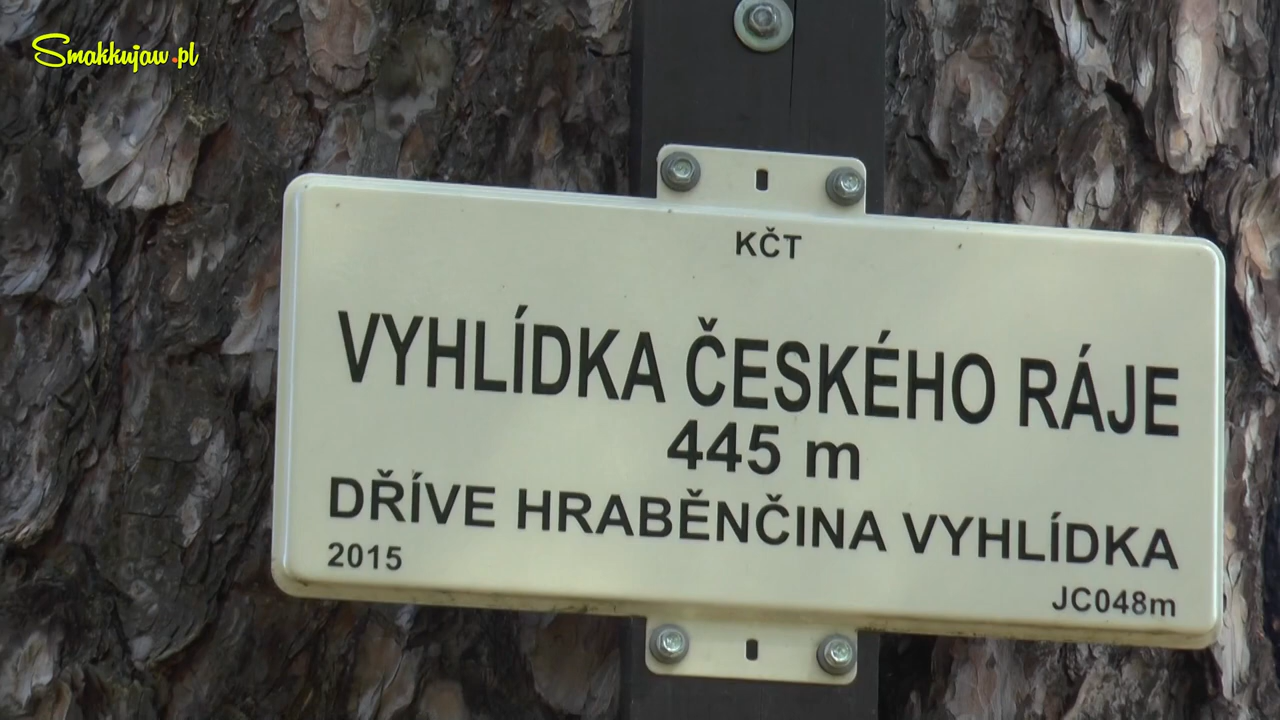 Smakkujaw.pl
KČT
VYHLÍDKA ČESKÉHO RÁJE
445 m
DŘÍVE HRABĚNČINA VYHLÍDKA
2015
JC048m